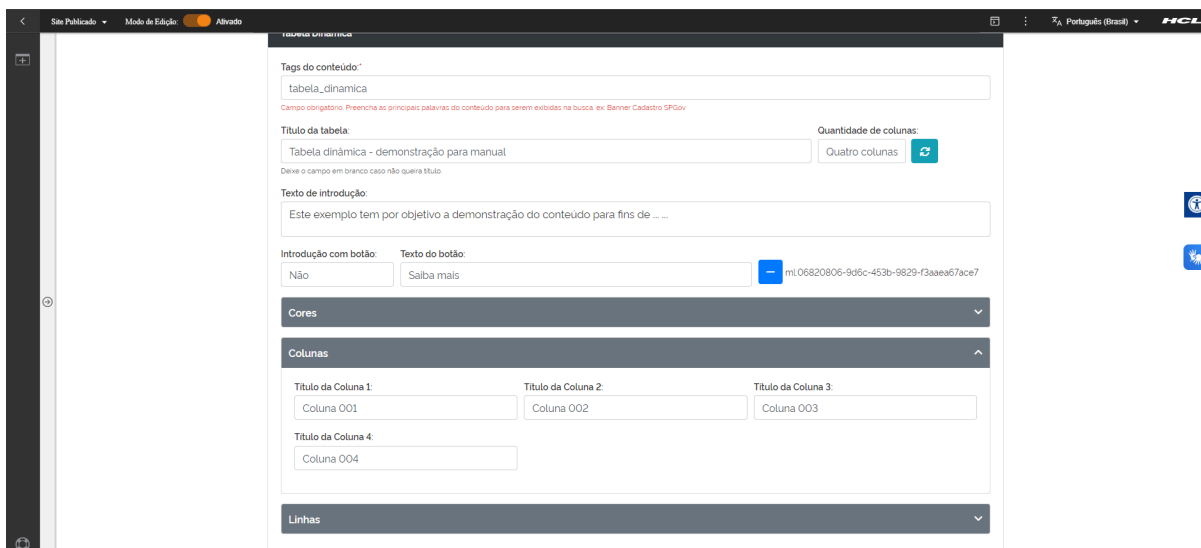 Site Publicado Modo de Edição: Ativado Português (Brasil) HCL
Tabela Dinâmica
Tags do conteúdo:*
tabela_dinamica
Campo obrigatório. Preencha as principais palavras do conteúdo para serem exibidas na busca. ex: Banner Cadastro SPGov
Título da tabela: Quantidade de colunas:
Tabela dinâmica - demonstração para manual Quatro colunas
Deixe o campo em branco caso não queira título.
Texto de introdução:
Este exemplo tem por objetivo a demonstração do conteúdo para fins de ... ...
Introdução com botão: Texto do botão:
Não Saiba mais ml:06820806-9d6c-453b-9829-f3aaea67ace7
Cores
Colunas
Título da Coluna 1: Título da Coluna 2: Título da Coluna 3:
Coluna 001 Coluna 002 Coluna 003
Título da Coluna 4:
Coluna 004
Linhas